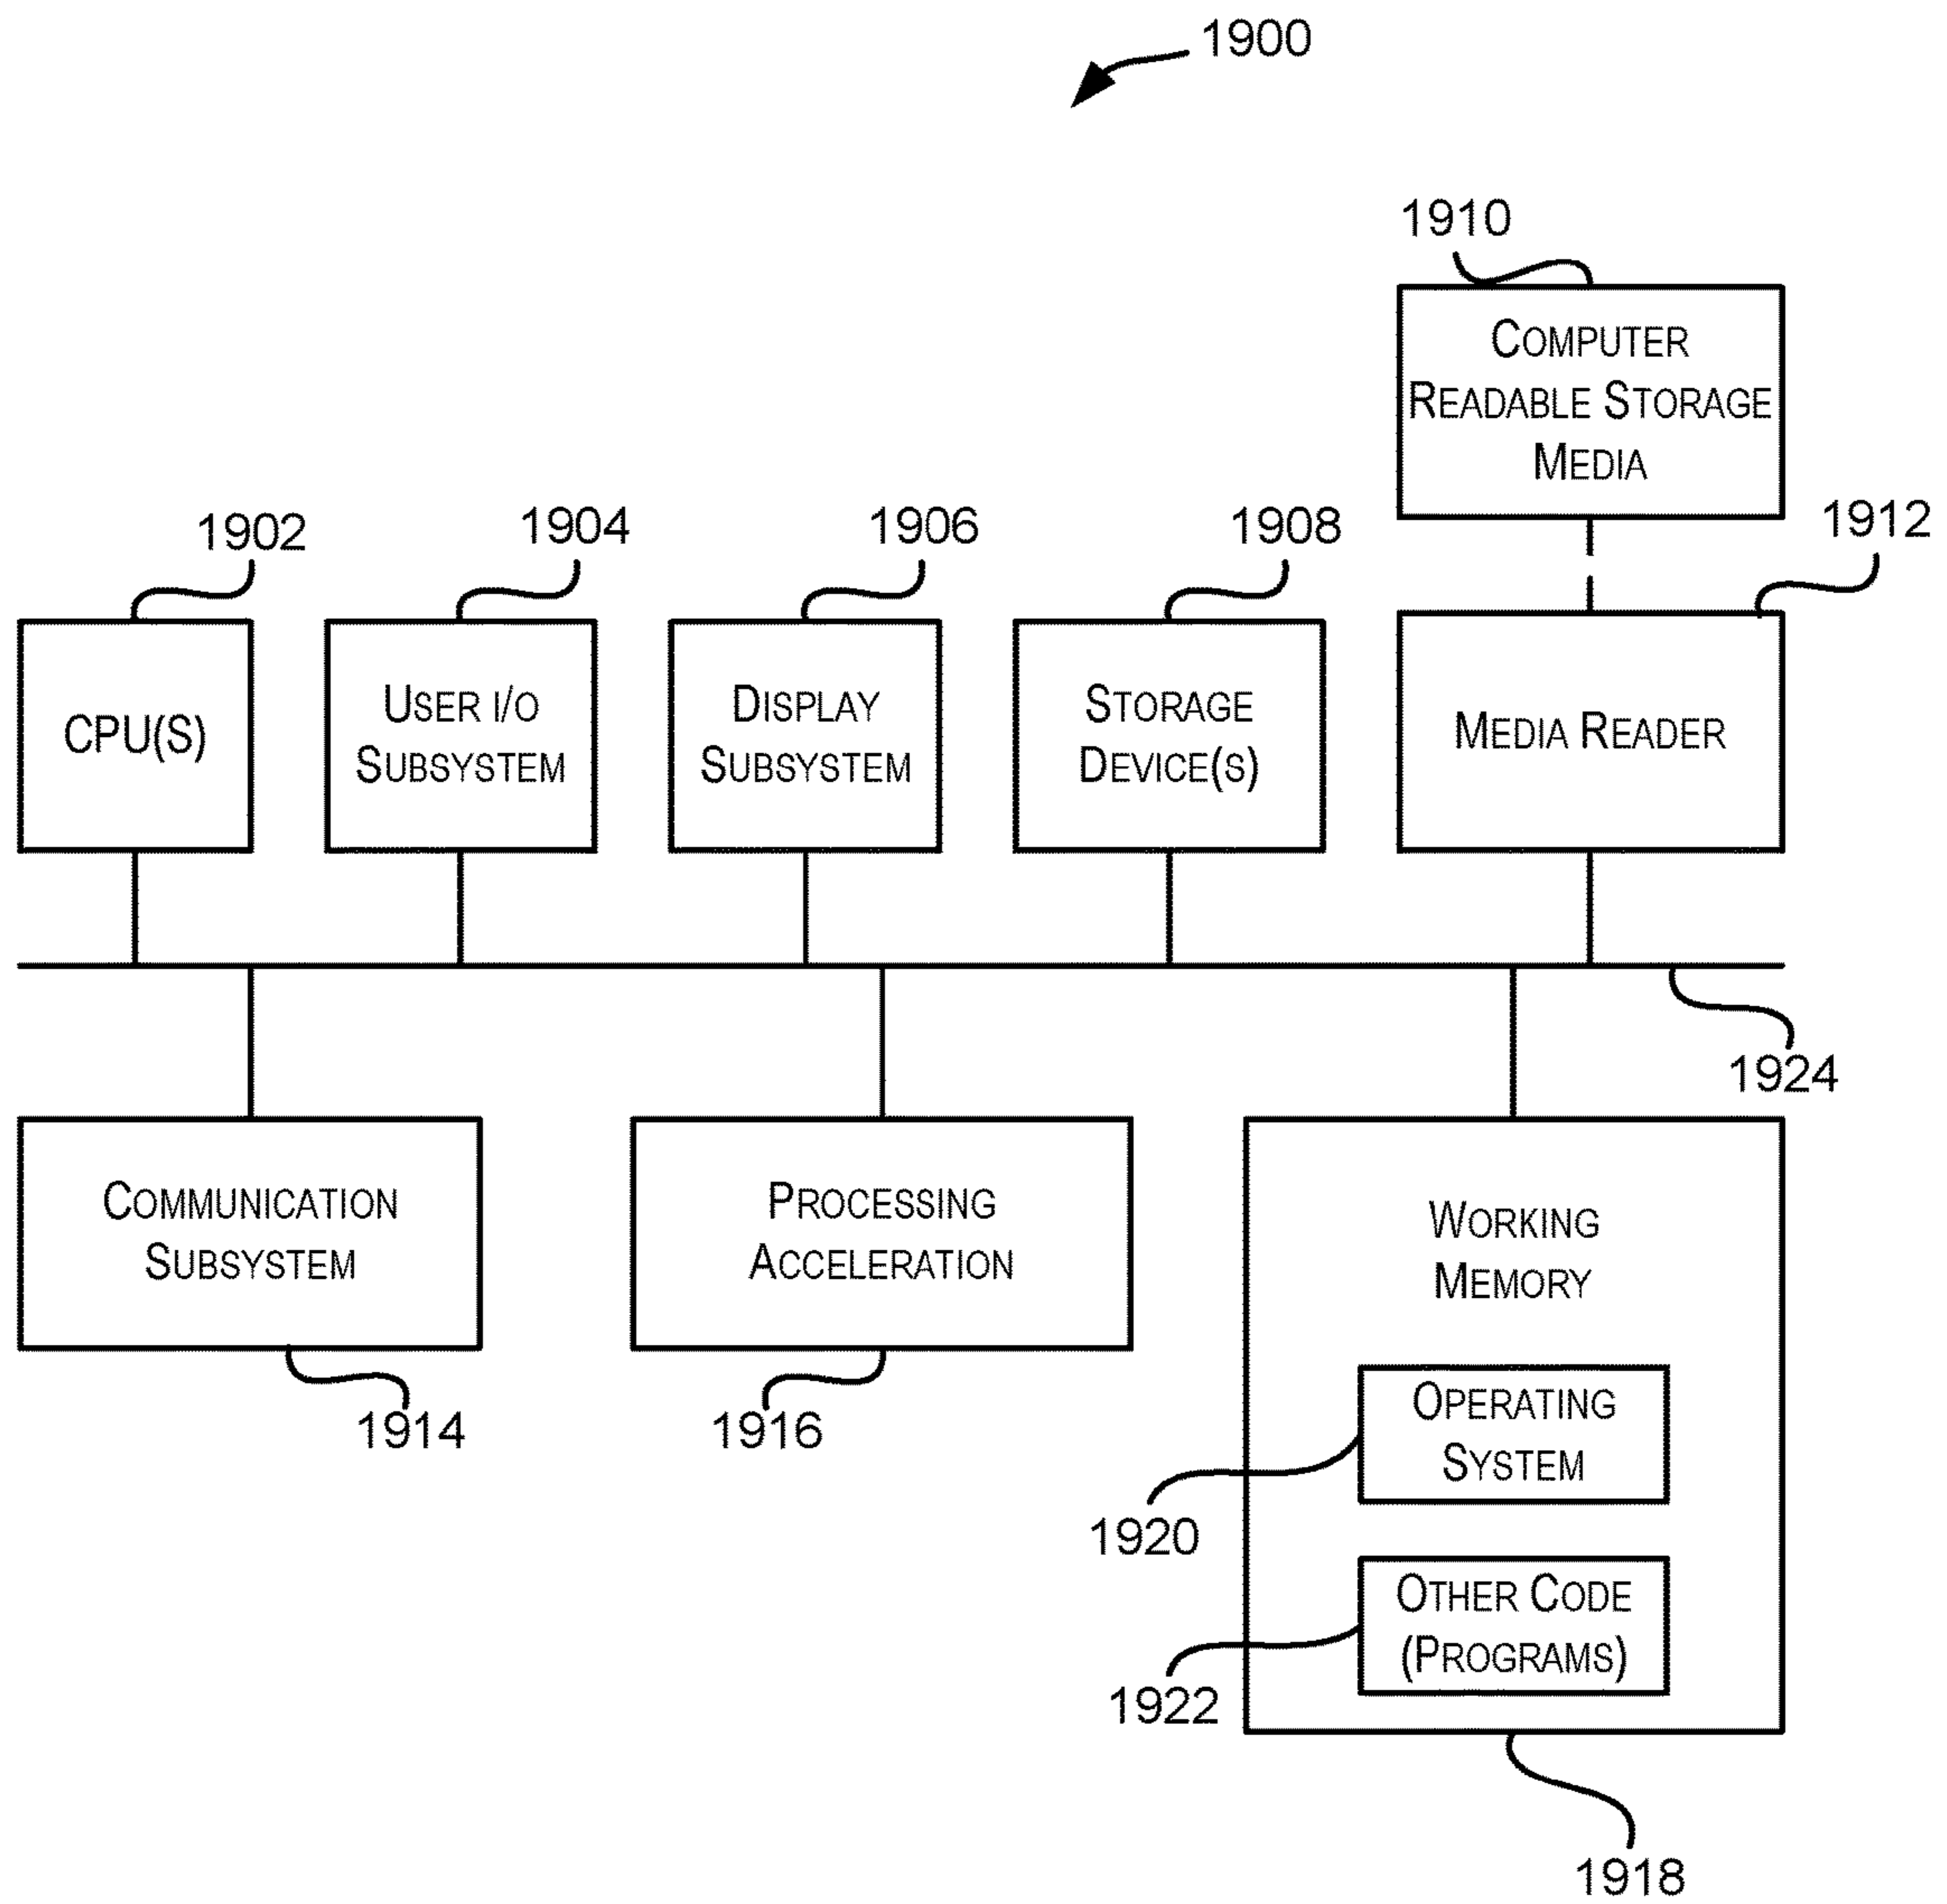 1900
1910
COMPUTER
READABLE STORAGE
MEDIA
1902
1904
1906
1908
1912
CPU(S)
USER I/O
SUBSYSTEM
DISPLAY
SUBSYSTEM
STORAGE
DEVICE(S)
MEDIA READER
1924
COMMUNICATION
SUBSYSTEM
PROCESSING
ACCELERATION
WORKING
MEMORY
1914
1916
OPERATING
SYSTEM
1920
OTHER CODE
(PROGRAMS)
1922
1918